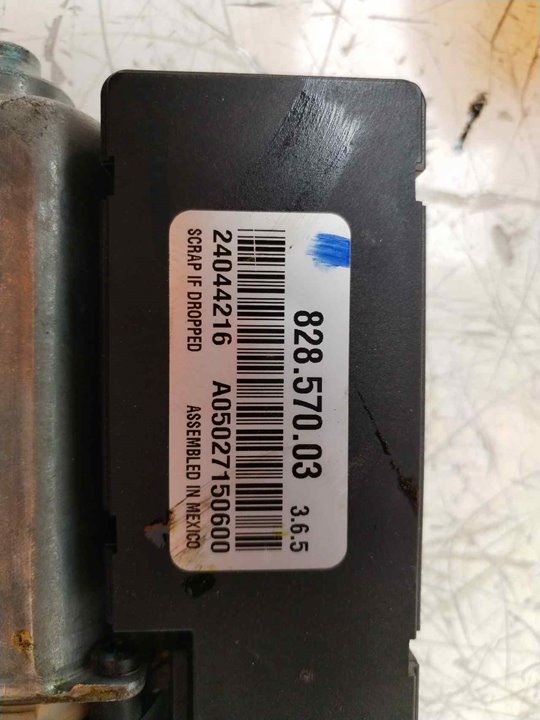 828.570.03 3.6.5
24044216 A05027150600
SCRAP IF DROPPED ASSEMBLED IN MEXICO